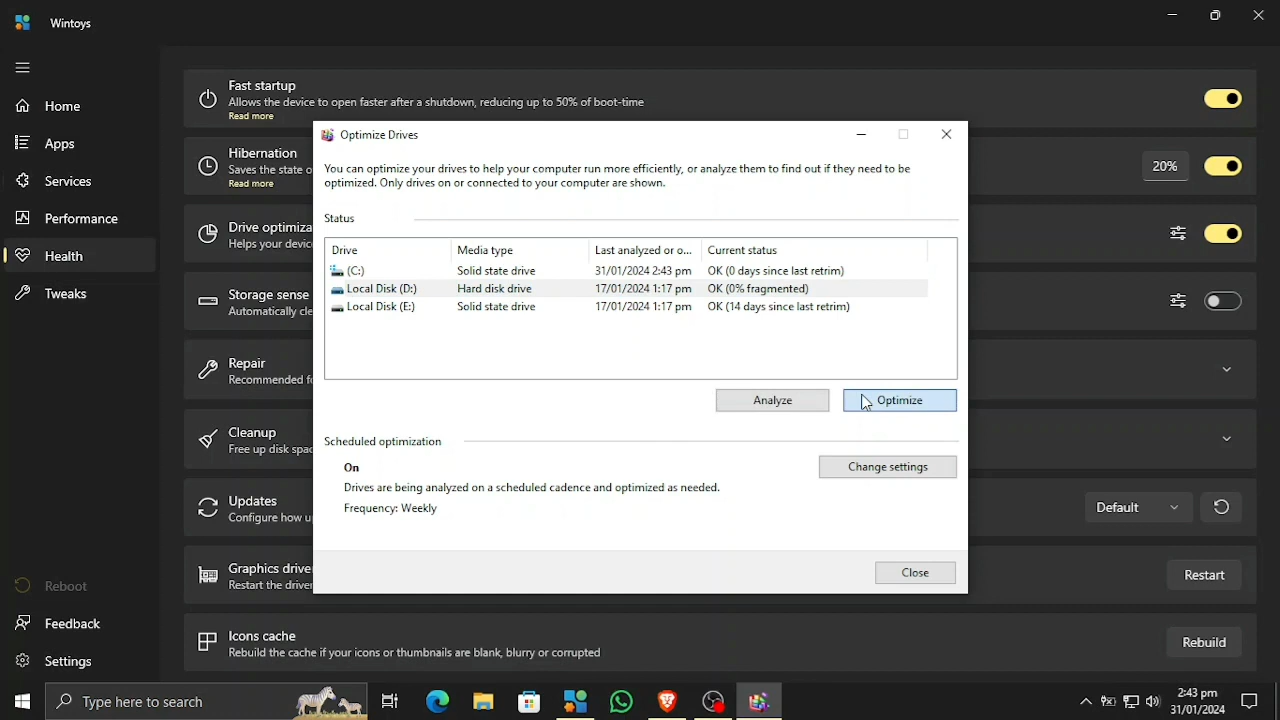 Wintoys
Home
Apps
Services
Performance
Health
Tweaks
Reboot
Feedback
Settings
Fast startup
Allows the device to open faster after a shutdown, reducing up to 50% of boot-time
Read more
Hibernation
Saves the state o
Read more
20%
Drive optimiza
Helps your devic
Storage sense
Automatically cle
Repair
Recommended fo
Cleanup
Free up disk spac
Updates
Configure how u
Default
Graphics drive
Restart the driver
Restart
Icons cache
Rebuild the cache if your icons or thumbnails are blank, blurry or corrupted
Rebuild
Optimize Drives
You can optimize your drives to help your computer run more efficiently, or analyze them to find out if they need to be
optimized. Only drives on or connected to your computer are shown.
Status
Drive Media type Last analyzed or o... Current status
(C:) Solid state drive 31/01/2024 2:43 pm OK (0 days since last retrim)
Local Disk (D:) Hard disk drive 17/01/2024 1:17 pm OK (0% fragmented)
Local Disk (E:) Solid state drive 17/01/2024 1:17 pm OK (14 days since last retrim)
Analyze Optimize
Scheduled optimization
On
Change settings
Drives are being analyzed on a scheduled cadence and optimized as needed.
Frequency: Weekly
Close
Type here to search
2:43 pm
31/01/2024